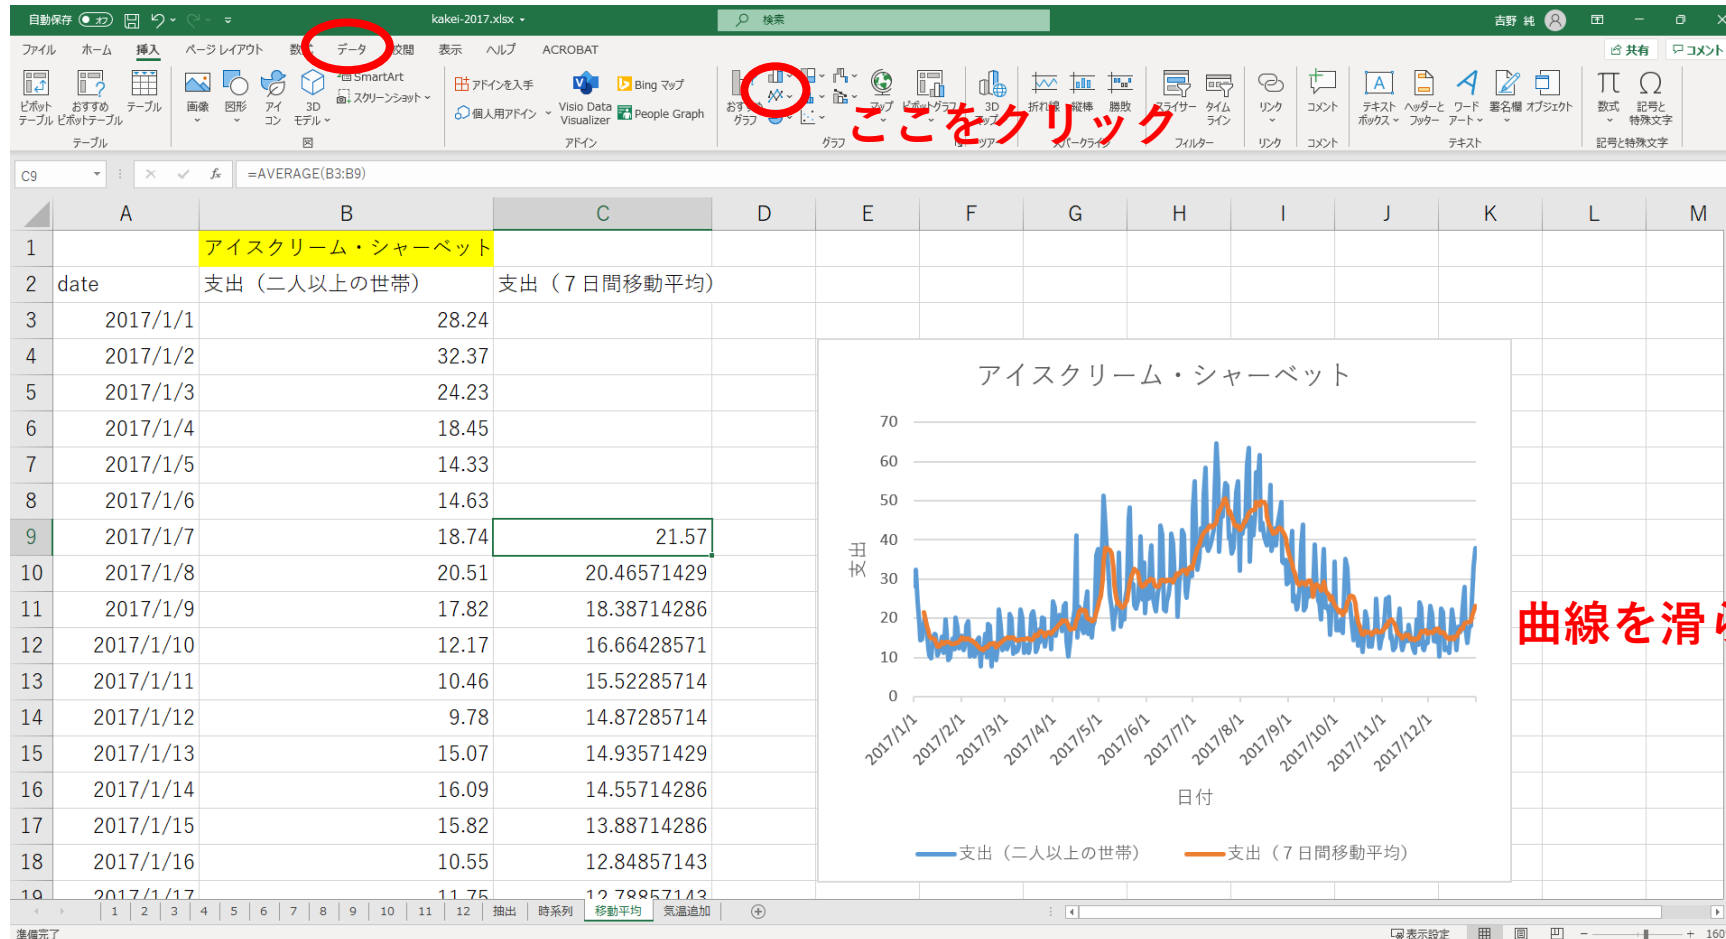 自動保存 オフ kakei-2017.xlsx 検索 吉野 純
ファイル ホーム 挿入 ページ レイアウト データ 校閲 表示 ヘルプ ACROBAT 共有 コメント
ピボットテーブル おすすめピボットテーブル テーブル 画像 図形 アイコン 3Dモデル SmartArt スクリーンショット
アドインを入手 個人用アドイン Visio Data Visualizer Bing マップ People Graph
マップ 3D 折れ線 縦棒 勝敗 スライサー タイムライン リンク コメント テキストボックス ヘッダーとフッター ワードアート 署名欄 オブジェクト 数式 記号と特殊文字
ここをクリック
テーブル 図 アドイン グラフ ツアー スパークライン フィルター リンク コメント テキスト 記号と特殊文字
C9 fx =AVERAGE(B3:B9)
A B C D E F G H I J K L M
1 アイスクリーム・シャーベット
2 date 支出（二人以上の世帯） 支出（７日間移動平均）
3 2017/1/1 28.24
4 2017/1/2 32.37
5 2017/1/3 24.23
6 2017/1/4 18.45
7 2017/1/5 14.33
8 2017/1/6 14.63
9 2017/1/7 18.74 21.57
10 2017/1/8 20.51 20.46571429
11 2017/1/9 17.82 18.38714286
12 2017/1/10 12.17 16.66428571
13 2017/1/11 10.46 15.52285714
14 2017/1/12 9.78 14.87285714
15 2017/1/13 15.07 14.93571429
16 2017/1/14 16.09 14.55714286
17 2017/1/15 15.82 13.88714286
18 2017/1/16 10.55 12.84857143
19 2017/1/17 11.75 12.78857143
アイスクリーム・シャーベット
70
60
50
40
30
20
10
0
支出
2017/1/1 2017/2/1 2017/3/1 2017/4/1 2017/5/1 2017/6/1 2017/7/1 2017/8/1 2017/9/1 2017/10/1 2017/11/1 2017/12/1
日付
支出（二人以上の世帯） 支出（７日間移動平均）
曲線を滑ら
1 2 3 4 5 6 7 8 9 10 11 12 抽出 時系列 移動平均 気温追加
準備完了 表示設定 160